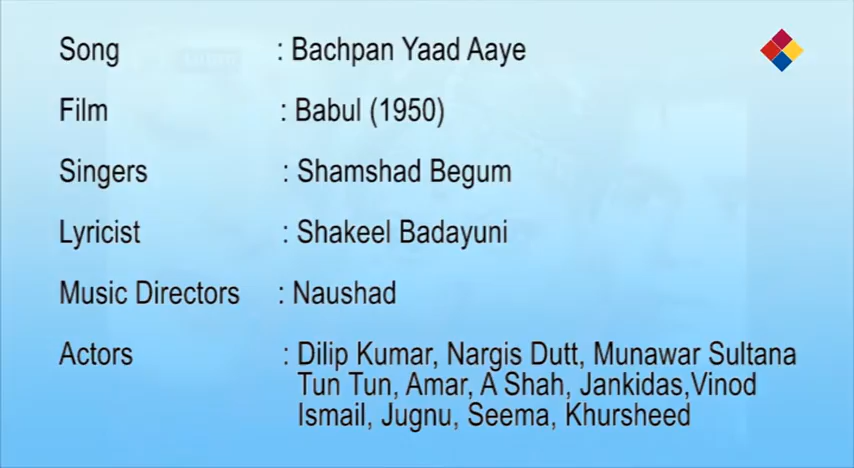 Song : Bachpan Yaad Aaye
Film : Babul (1950)
Singers : Shamshad Begum
Lyricist : Shakeel Badayuni
Music Directors : Naushad
Actors : Dilip Kumar, Nargis Dutt, Munawar Sultana
Tun Tun, Amar, A Shah, Jankidas,Vinod
Ismail, Jugnu, Seema, Khursheed